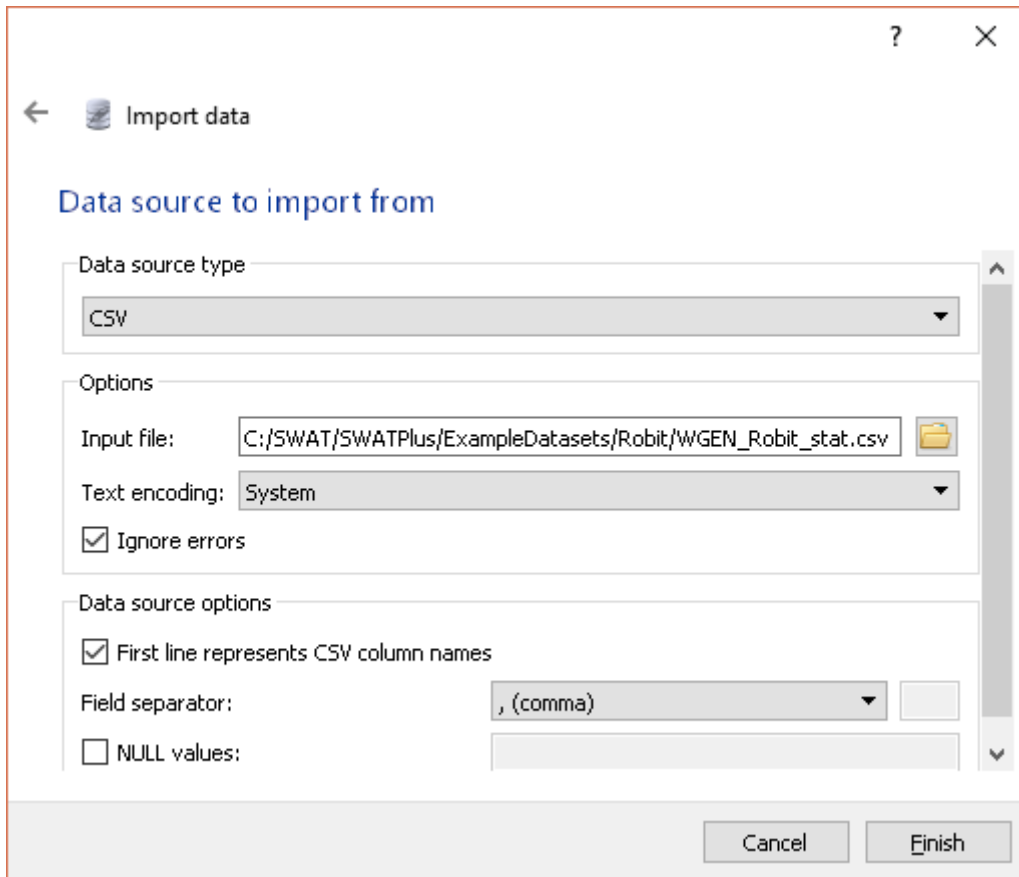 ?
Import data
Data source to import from
Data source type
CSV
Options
Input file: C:/SWAT/SWATPlus/ExampleDatasets/Robit/WGEN_Robit_stat.csv
Text encoding: System
Ignore errors
Data source options
First line represents CSV column names
Field separator: , (comma)
NULL values:
Cancel Finish